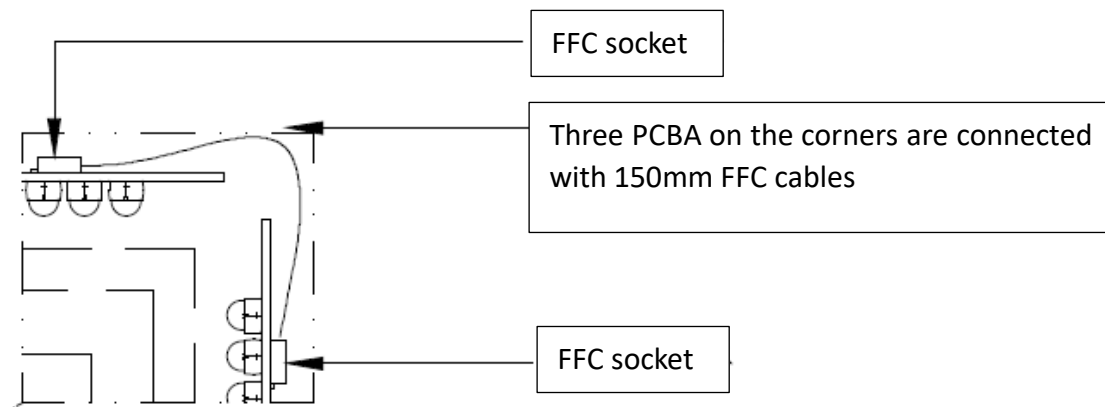 FFC socket
Three PCBA on the corners are connected
with 150mm FFC cables
FFC socket